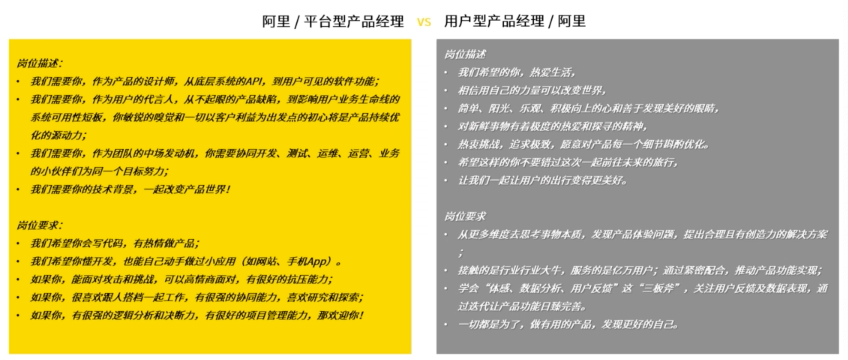 阿里 / 平台型产品经理 vs 用户型产品经理 / 阿里
岗位描述:
• 我们需要你，作为产品的设计师，从底层系统的API，到用户可见的软件功能；
• 我们需要你，作为用户的代言人，从不起眼的产品缺陷，到影响用户业务生命线的
系统可用性短板，你敏锐的嗅觉和一切以客户利益为出发点的初心将是产品持续优
化的源动力；
• 我们需要你，作为团队的中场发动机，你需要协同开发、测试、运维、运营、业务
的小伙伴们为同一个目标努力；
• 我们需要你的技术背景，一起改变产品世界！
岗位要求:
• 我们希望你会写代码，有热情做产品；
• 我们希望你懂开发，也能自己动手做过小应用（如网站、手机App）。
• 如果你，能面对攻击和挑战，可以高情商面对，有很好的抗压能力；
• 如果你，很喜欢跟人搭档一起工作，有很强的协同能力，喜欢研究和探索；
• 如果你，有很强的逻辑分析和决断力，有很好的项目管理能力，那欢迎你！
岗位描述
• 我们希望的你，热爱生活，
• 相信用自己的力量可以改变世界，
• 简单、阳光、乐观、积极向上的心和善于发现美好的眼睛，
• 对新鲜事物有着极度的热爱和探寻的精神，
• 热衷挑战，追求极致，愿意对产品每一个细节斟酌优化。
• 希望这样的你不要错过这次一起前往未来的旅行，
• 让我们一起让用户的出行变得更美好。
岗位要求
• 从更多维度去思考事物本质，发现产品体验问题，提出合理且有创造力的解决方案
；
• 接触的是行业行业大牛，服务的是亿万用户；通过紧密配合，推动产品功能实现；
• 学会“体感、数据分析、用户反馈”这“三板斧”，关注用户反馈及数据表现，通
过迭代让产品功能日臻完善。
• 一切都是为了，做有用的产品，发现更好的自己。